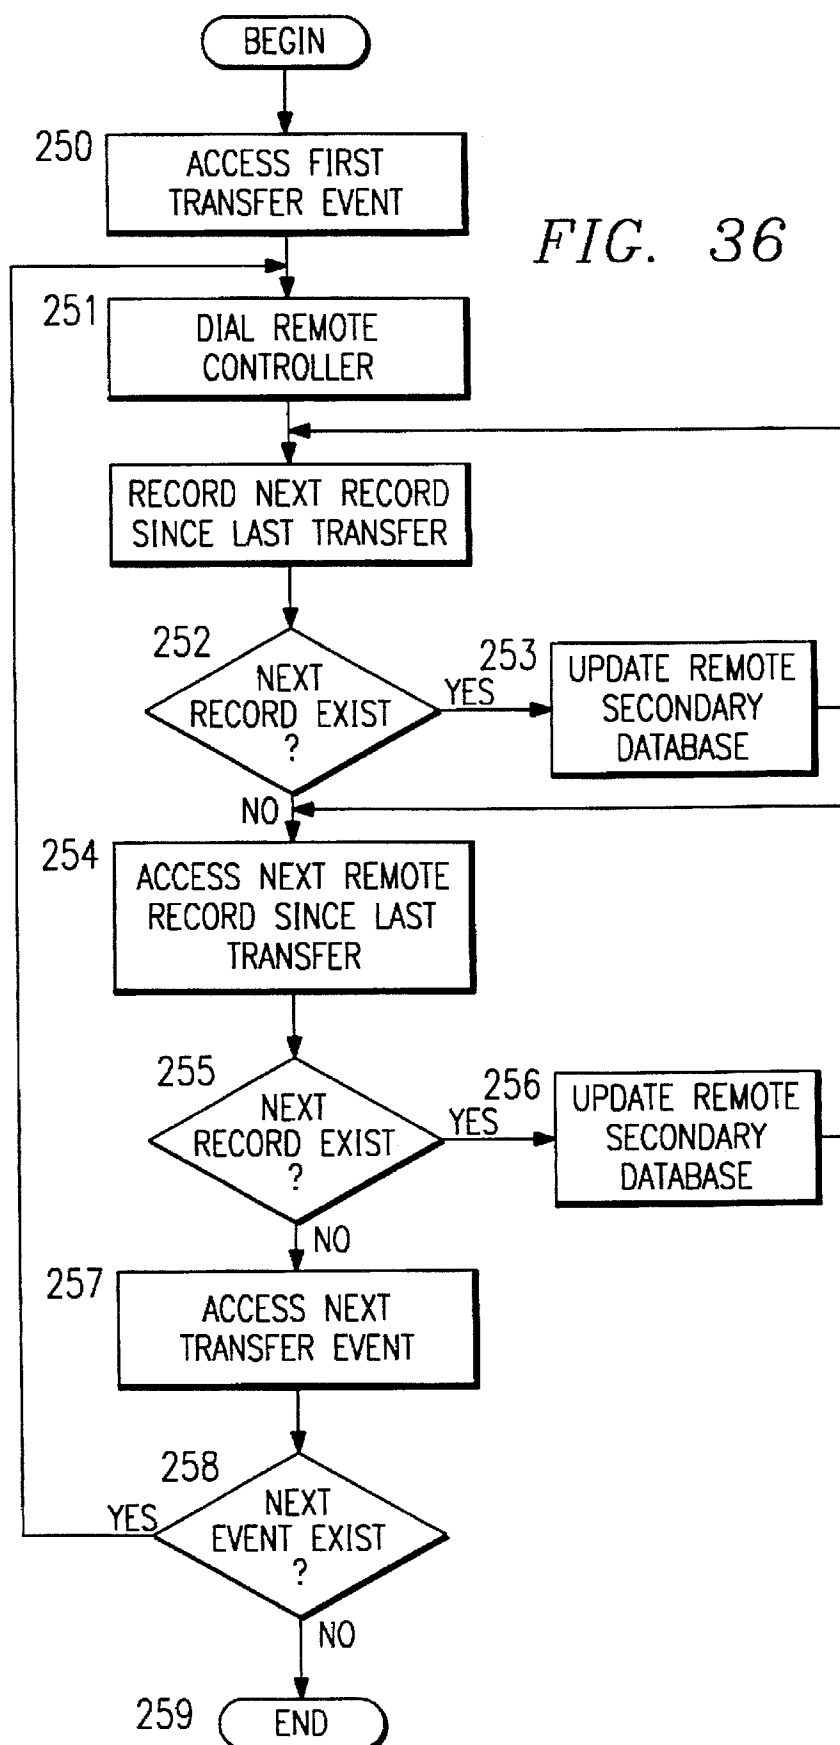 BEGIN
250
ACCESS FIRST
TRANSFER EVENT
FIG. 36
251
DIAL REMOTE
CONTROLLER
RECORD NEXT RECORD
SINCE LAST TRANSFER
252
NEXT
RECORD EXIST
?
YES
253
UPDATE REMOTE
SECONDARY
DATABASE
NO
254
ACCESS NEXT REMOTE
RECORD SINCE LAST
TRANSFER
255
NEXT
RECORD EXIST
?
YES
256
UPDATE REMOTE
SECONDARY
DATABASE
NO
257
ACCESS NEXT
TRANSFER EVENT
258
NEXT
EVENT EXIST
?
YES
NO
259
END